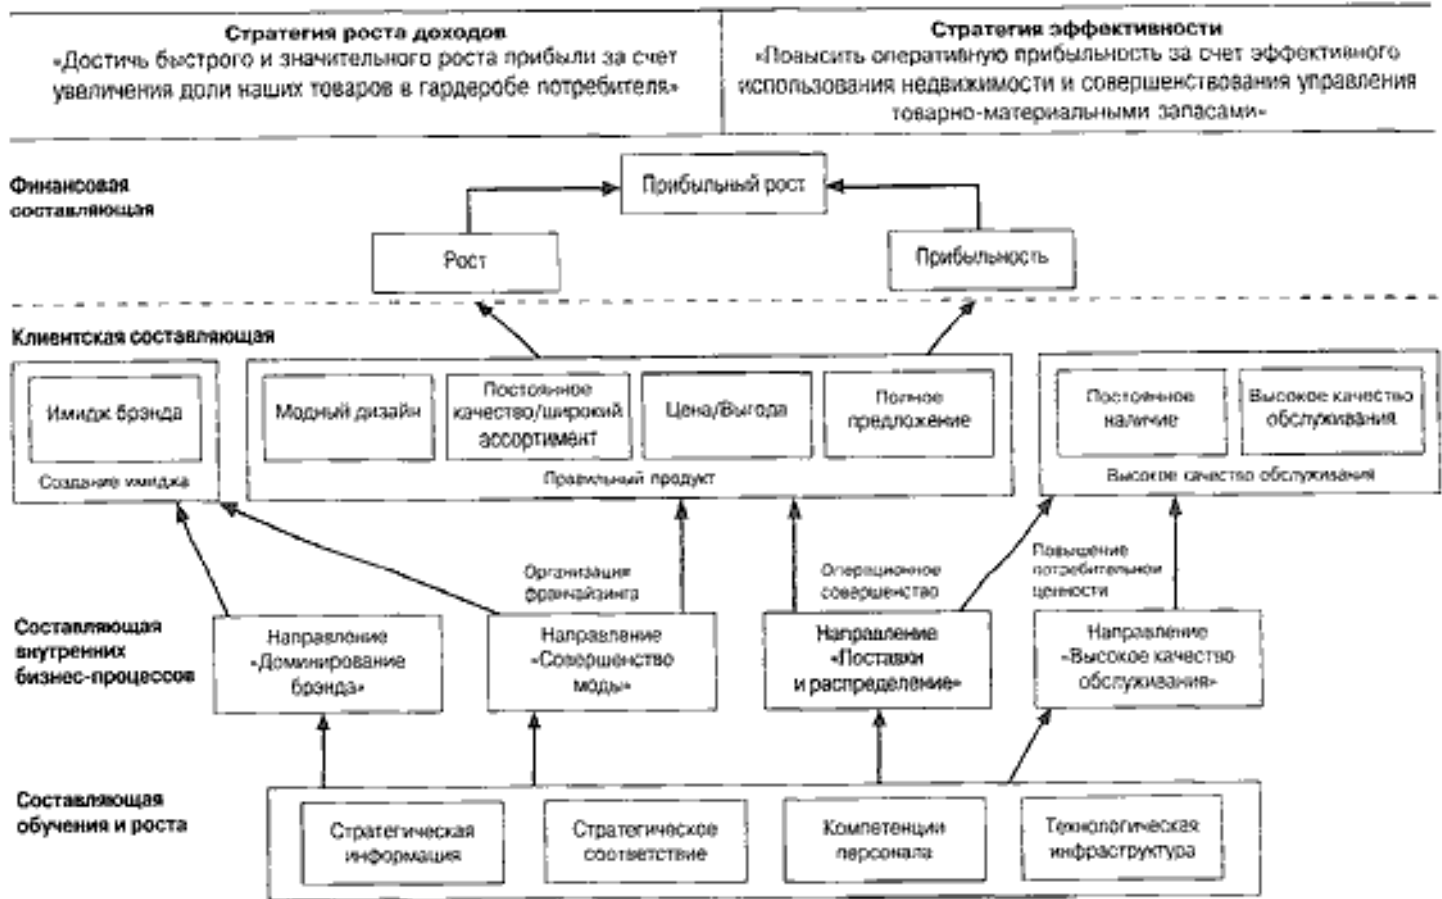 Стратегия роста доходов
«Достичь быстрого и значительного роста прибыли за счет
увеличения доли наших товаров в гардеробе потребителя»
Стратегия эффективности
«Повысить оперативную прибыльность за счет эффективного
использования недвижимости и совершенствования управления
товарно-материальными запасами»
Финансовая
составляющая
Прибыльный рост
Рост
Прибыльность
Клиентская составляющая
Имидж брэнда
Создание имиджа
Модный дизайн
Постоянное
качество/широкий
ассортимент
Цена/Выгода
Полное
предложение
Правильный продукт
Постоянное
наличие
Высокое качество
обслуживания
Высокое качество обслуживания
Организация
франчайзинга
Операционное
совершенство
Повышение
потребительной
ценности
Составляющая
внутренних
бизнес-процессов
Направление
«Доминирование
брэнда»
Направление
«Совершенство
моды»
Направление
«Поставки
и распределение»
Направление
«Высокое качество
обслуживания»
Составляющая
обучения и роста
Стратегическая
информация
Стратегическое
соответствие
Компетенции
персонала
Технологическая
инфраструктура